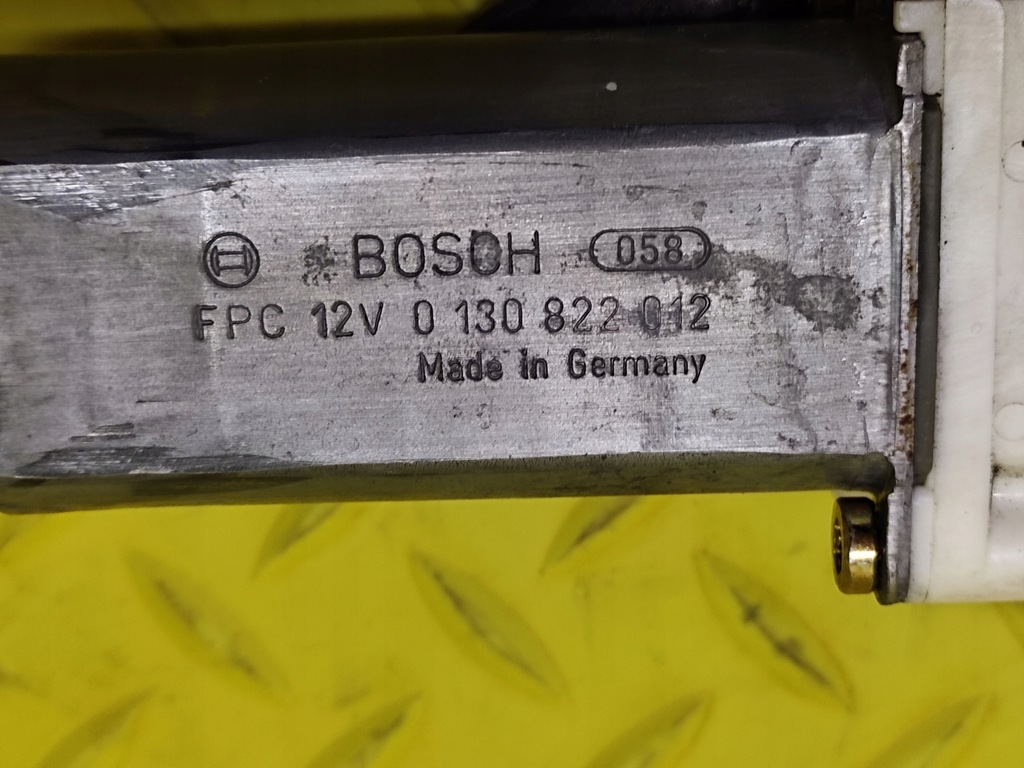 BOSCH 058
FPC 12V 0 130 822 012
Made in Germany